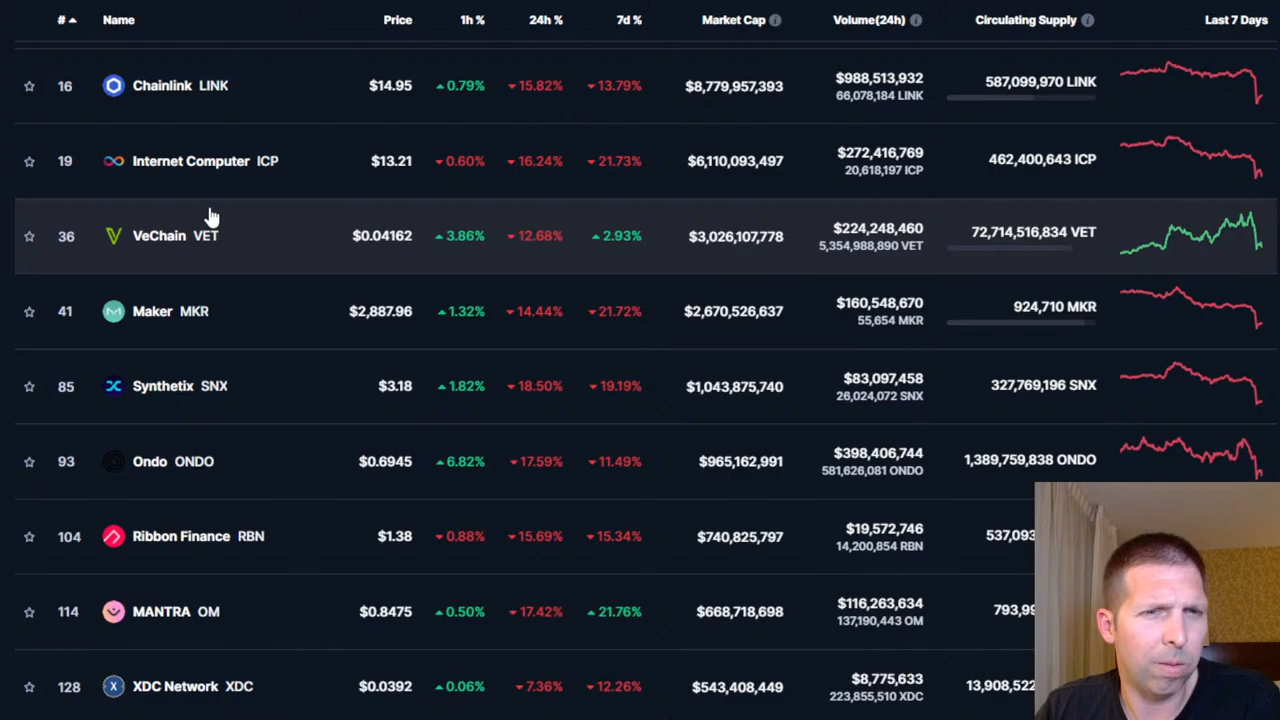 # Name Price 1h % 24h % 7d % Market Cap Volume(24h) Circulating Supply Last 7 Days
16 Chainlink LINK $14.95 0.79% 15.82% 13.79% $8,779,957,393 $988,513,932 587,099,970 LINK
66,078,184 LINK
19 Internet Computer ICP $13.21 0.60% 16.24% 21.73% $6,110,093,497 $272,416,769 462,400,643 ICP
20,618,197 ICP
36 VeChain VET $0.04162 3.86% 12.68% 2.93% $3,026,107,778 $224,248,460 72,714,516,834 VET
5,354,988,890 VET
41 Maker MKR $2,887.96 1.32% 14.44% 21.72% $2,670,526,637 $160,548,670 924,710 MKR
55,654 MKR
85 Synthetix SNX $3.18 1.82% 18.50% 19.19% $1,043,875,740 $83,097,458 327,769,196 SNX
26,024,072 SNX
93 Ondo ONDO $0.6945 6.82% 17.59% 11.49% $965,162,991 $398,406,744 1,389,759,838 ONDO
581,626,081 ONDO
104 Ribbon Finance RBN $1.38 0.88% 15.69% 15.34% $740,825,797 $19,572,746 537,093
14,200,854 RBN
114 MANTRA OM $0.8475 0.50% 17.42% 21.76% $668,718,698 $116,263,634 793,99
137,190,443 OM
128 XDC Network XDC $0.0392 0.06% 7.36% 12.26% $543,408,449 $8,775,633 13,908,522
223,855,510 XDC